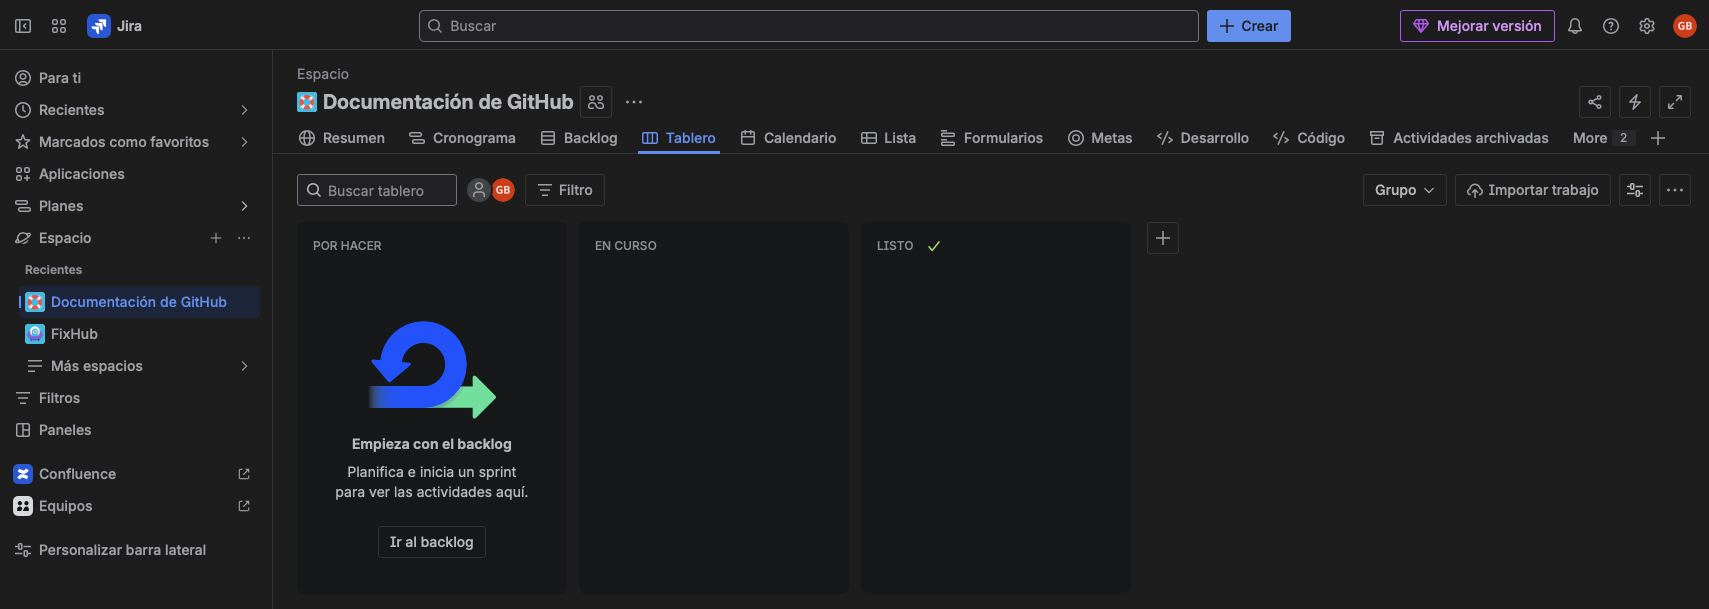 Jira
Buscar
Crear
Mejorar versión
GB
Para ti
Recientes
Marcados como favoritos
Aplicaciones
Planes
Espacio
Recientes
Documentación de GitHub
FixHub
Más espacios
Filtros
Paneles
Confluence
Equipos
Personalizar barra lateral
Espacio
Documentación de GitHub
Resumen
Cronograma
Backlog
Tablero
Calendario
Lista
Formularios
Metas
Desarrollo
Código
Actividades archivadas
More 2
Buscar tablero
GB
Filtro
Grupo
Importar trabajo
POR HACER
EN CURSO
LISTO
Empieza con el backlog
Planifica e inicia un sprint
para ver las actividades aquí.
Ir al backlog